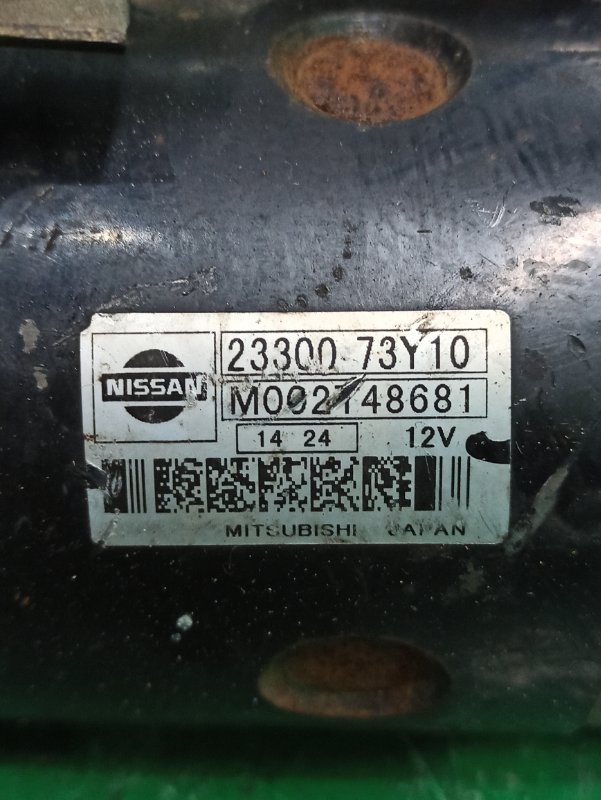 NISSAN
23300 73Y10
M002T48681
14 24
12V
MITSUBISHI JAPAN